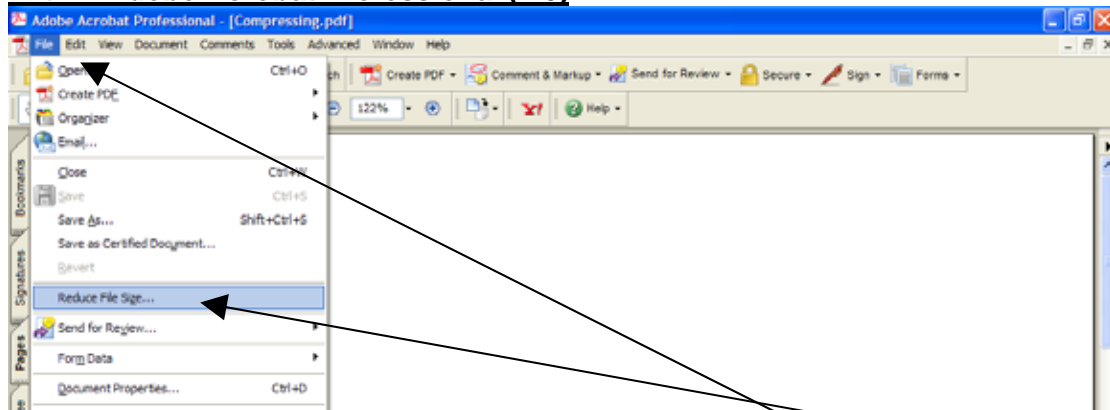 Adobe Acrobat Professional - [Compressing.pdf]
File Edit View Document Comments Tools Advanced Window Help
Open Ctrl+O
Create PDF Comment & Markup Send for Review Secure Sign Forms
Create PDF
122% Y! Help
Organizer
Email...
Close Ctrl+W
Save Ctrl+S
Save As... Shift+Ctrl+S
Save as Certified Document...
Revert
Reduce File Size...
Send for Review...
Form Data
Document Properties... Ctrl+D
Bookmarks
Signatures
Pages